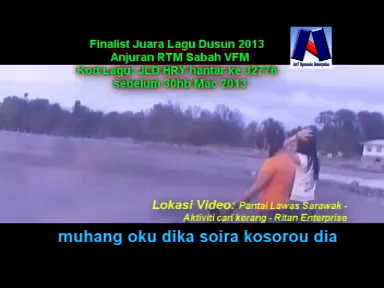 Finalist Juara Lagu Dusun 2013
Anjuran RTM Sabah VFM
Kod Lagu: JLD HRY hantar ke 32776
sebelum 30hb Mac 2013
Lokasi Video: Pantai Lawas Sarawak -
Aktiviti cari kerang - Ritan Enterprise
muhang oku dika soira kosorou dia